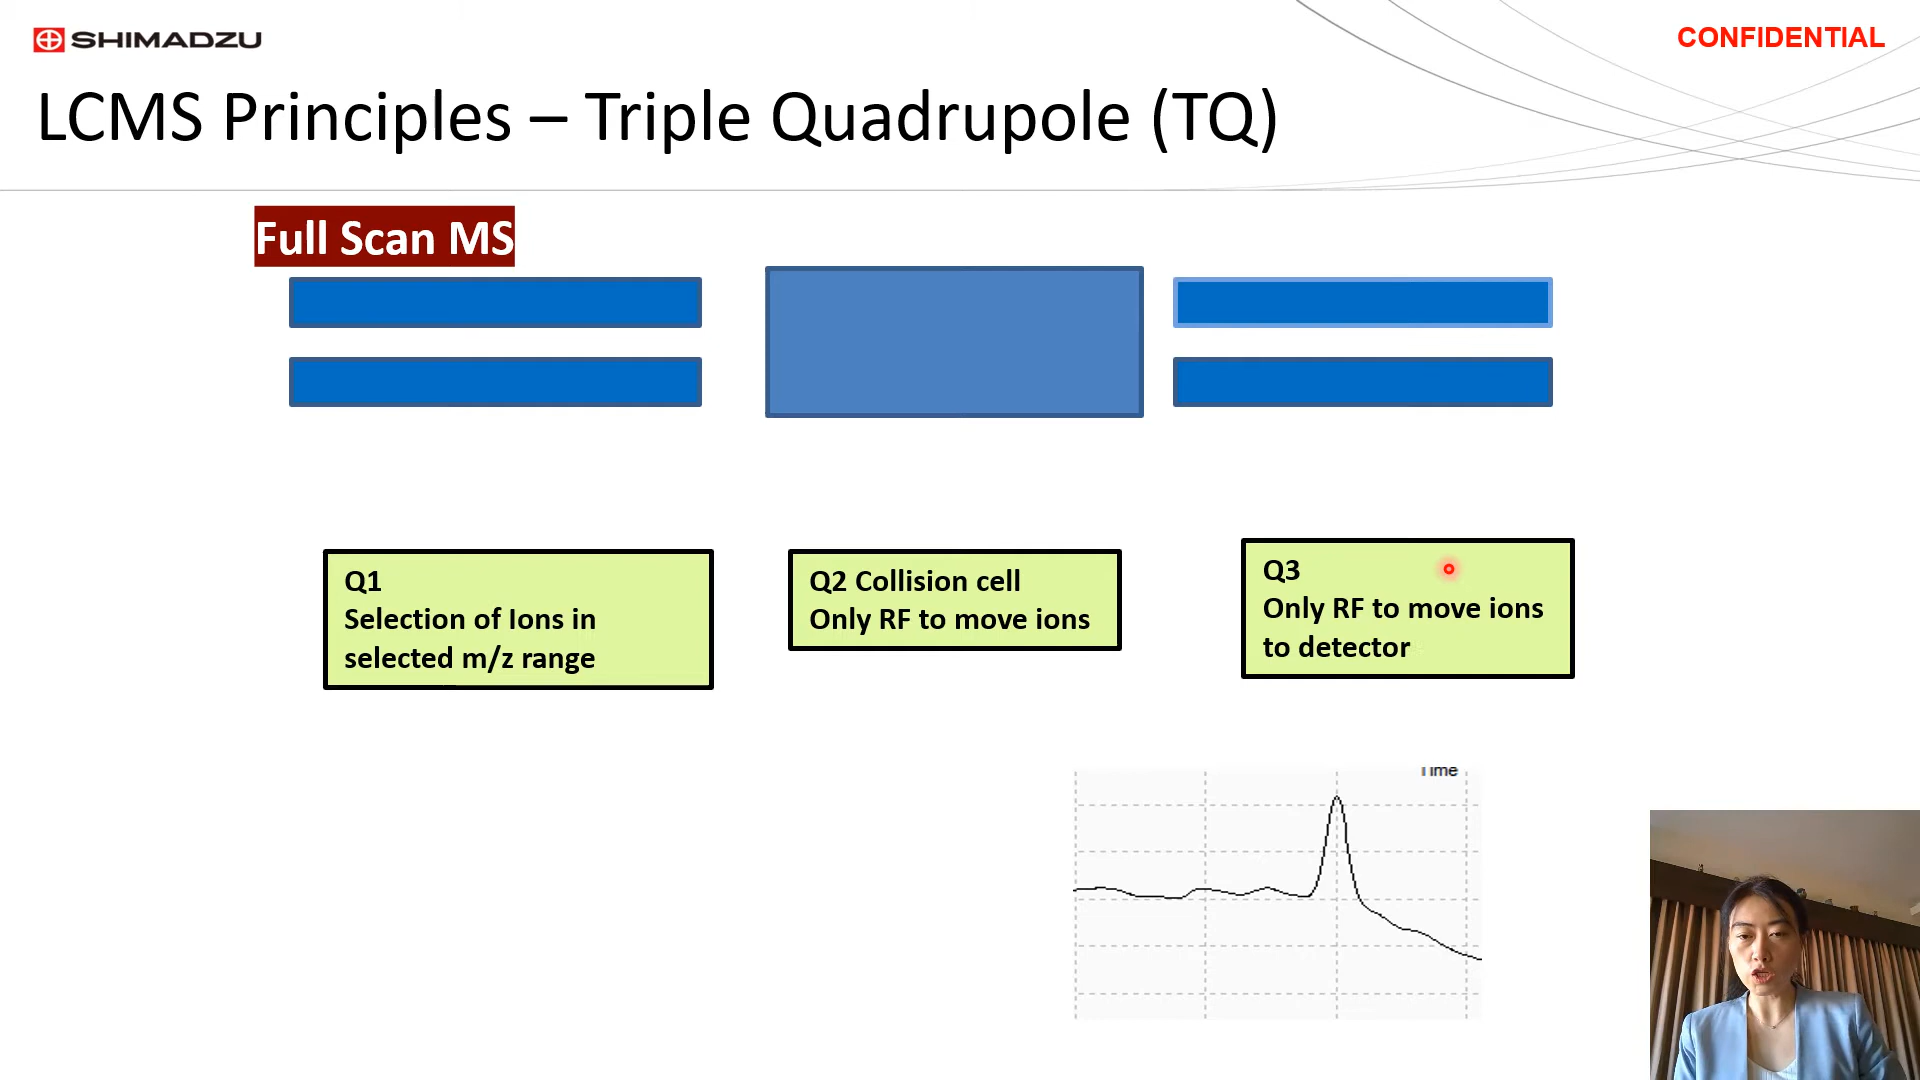 SHIMADZU
CONFIDENTIAL
LCMS Principles – Triple Quadrupole (TQ)
Full Scan MS
Q1
Selection of Ions in
selected m/z range
Q2 Collision cell
Only RF to move ions
Q3
Only RF to move ions
to detector
Time